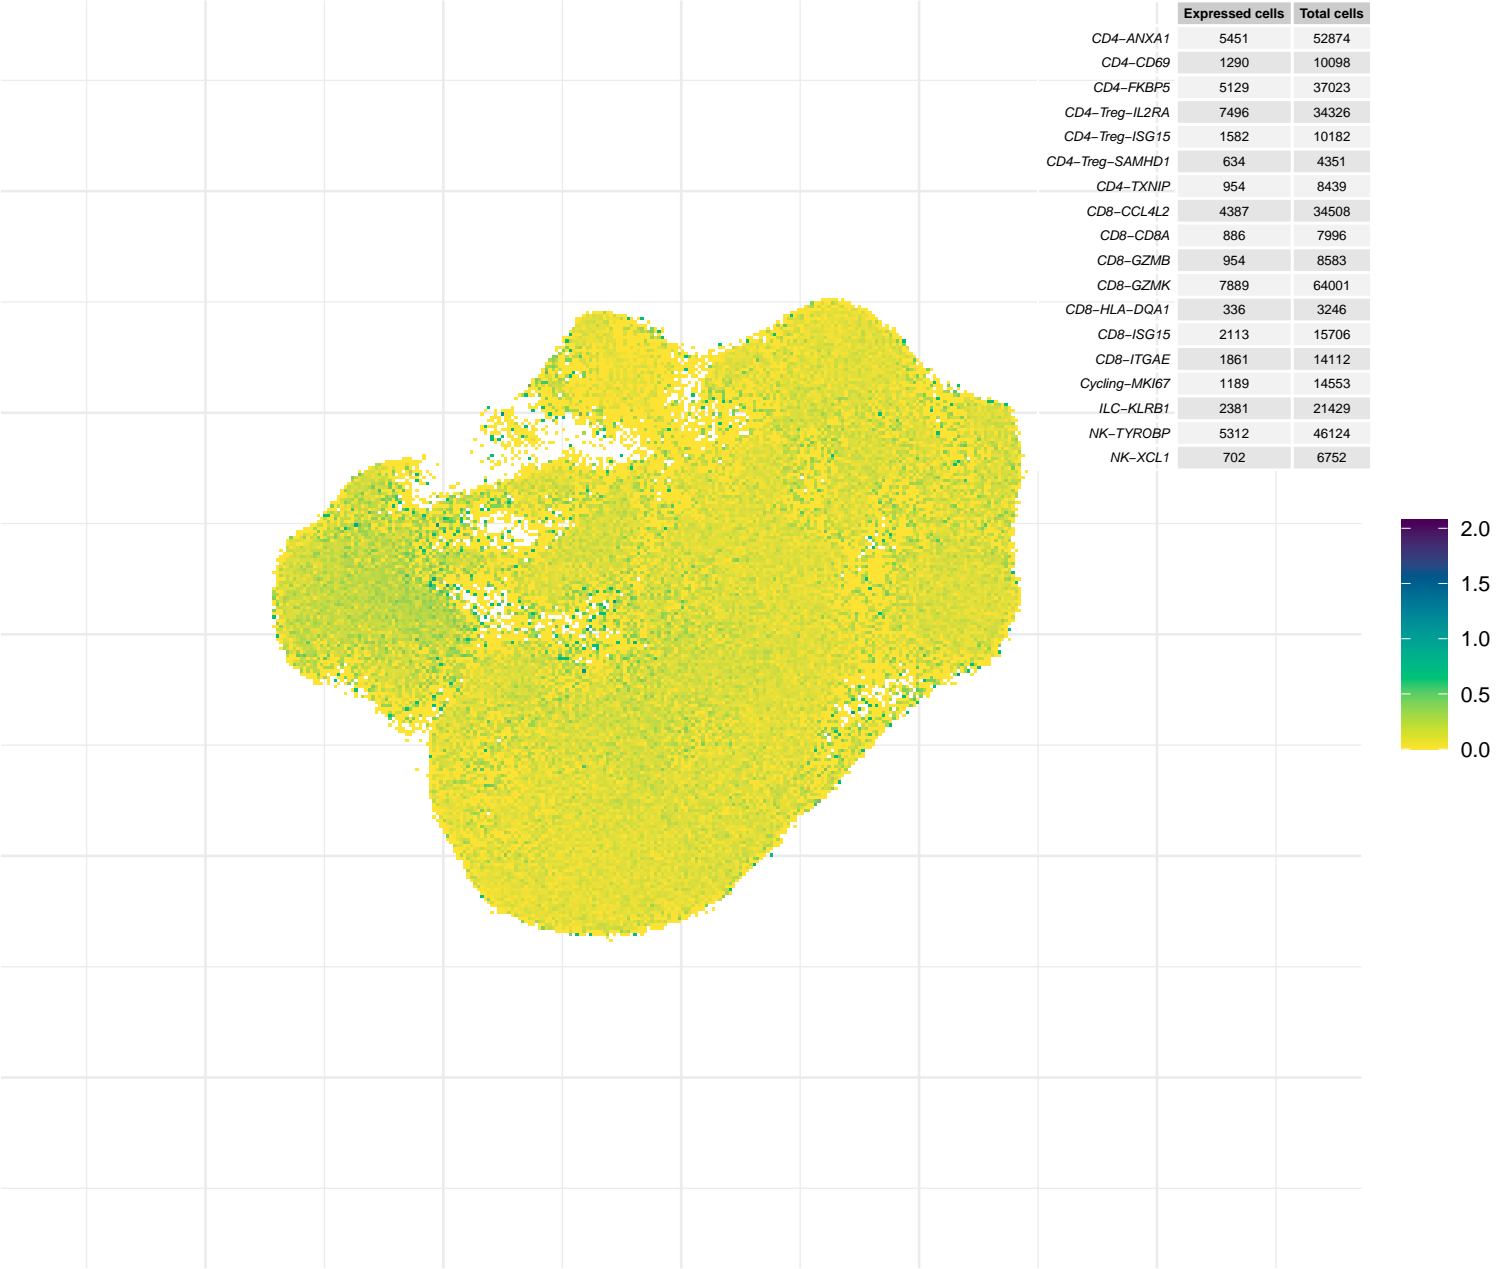 Expressed cells Total cells
CD4−ANXA1 5451 52874
CD4−CD69 1290 10098
CD4−FKBP5 5129 37023
CD4−Treg−IL2RA 7496 34326
CD4−Treg−ISG15 1582 10182
CD4−Treg−SAMHD1 634 4351
CD4−TXNIP 954 8439
CD8−CCL4L2 4387 34508
CD8−CD8A 886 7996
CD8−GZMB 954 8583
CD8−GZMK 7889 64001
CD8−HLA−DQA1 336 3246
CD8−ISG15 2113 15706
CD8−ITGAE 1861 14112
Cycling−MKI67 1189 14553
ILC−KLRB1 2381 21429
NK−TYROBP 5312 46124
NK−XCL1 702 6752
2.0
1.5
1.0
0.5
0.0